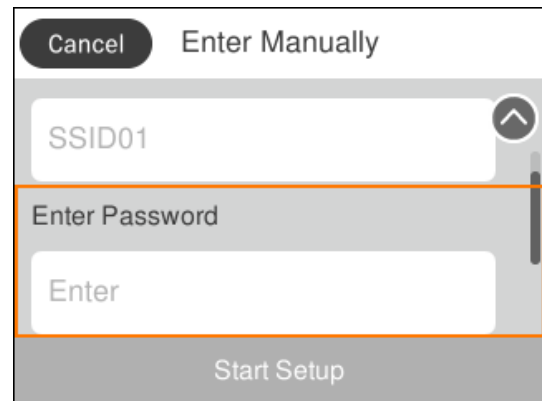 Cancel Enter Manually
SSID01
Enter Password
Enter
Start Setup